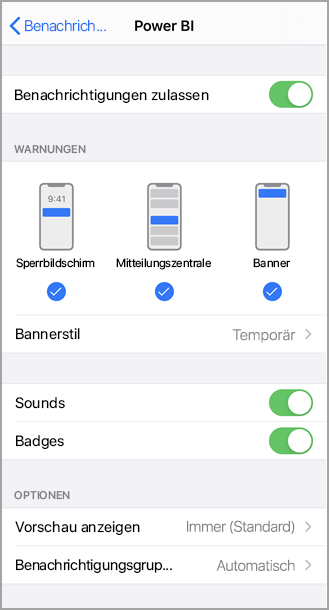 Benachrich... Power BI
Benachrichtigungen zulassen
WARNUNGEN
9:41
Sperrbildschirm Mitteilungszentrale Banner
Bannerstil Temporär
Sounds
Badges
OPTIONEN
Vorschau anzeigen Immer (Standard)
Benachrichtigungsgrup... Automatisch